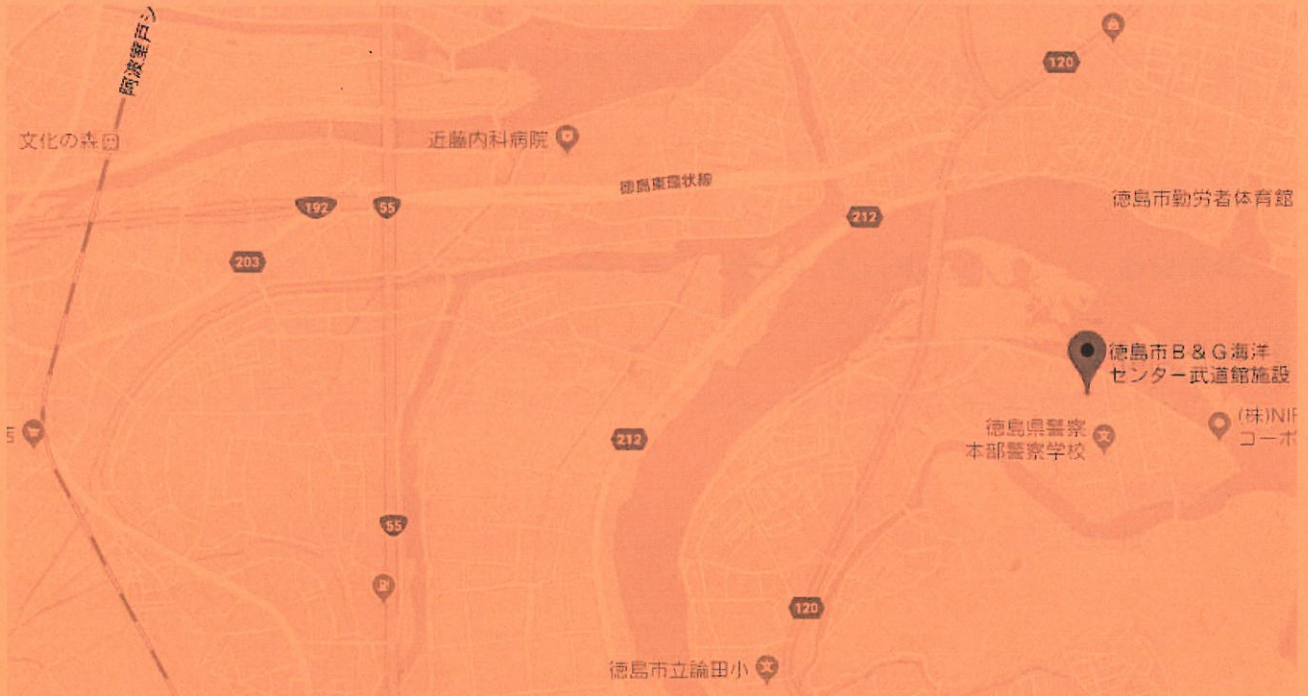 阿波室戸シ
120
文化の森
近藤内科病院
徳島東環状線
徳島市勤労者体育館
192
55
212
203
徳島市B&G海洋
センター武道館施設
徳島県警察
本部警察学校
(株)NIF
コーポ
店
212
55
120
徳島市立論田小